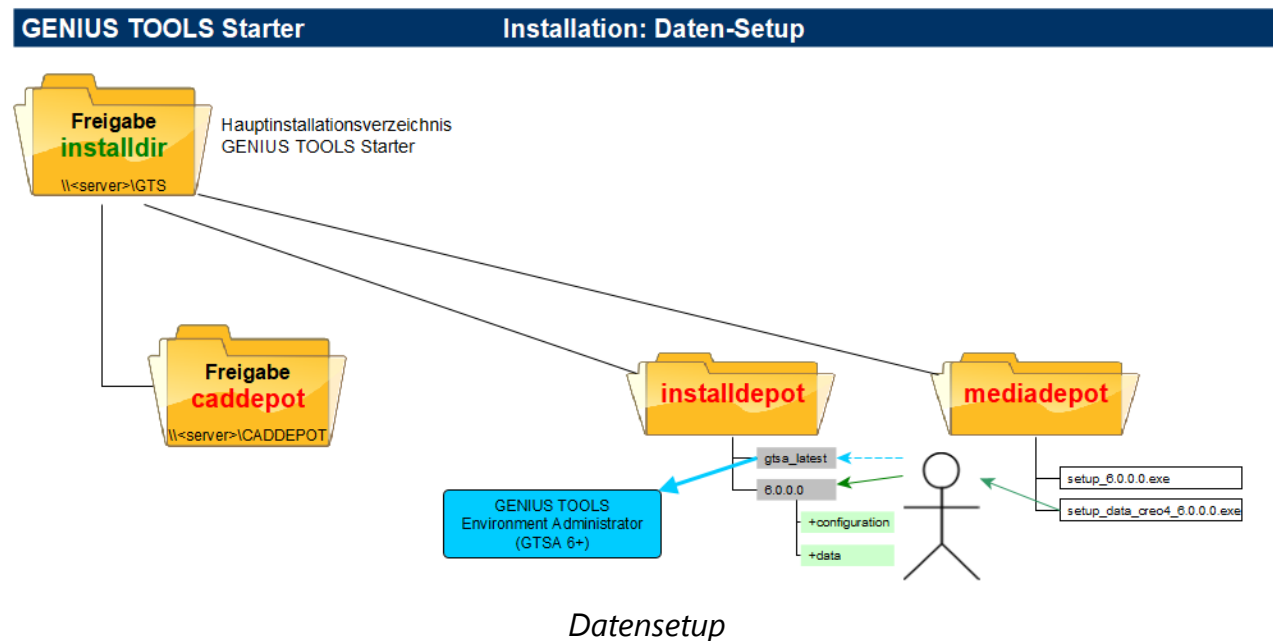 GENIUS TOOLS Starter Installation: Daten-Setup
Freigabe
installdir
\\<server>\GTS
Hauptinstallationsverzeichnis
GENIUS TOOLS Starter
Freigabe
caddepot
\\<server>\CADDEPOT
installdepot
mediadepot
gtsa_latest
6.0.0.0
+configuration
+data
setup_6.0.0.0.exe
setup_data_creo4_6.0.0.0.exe
GENIUS TOOLS
Environment Administrator
(GTSA 6+)
Datensetup